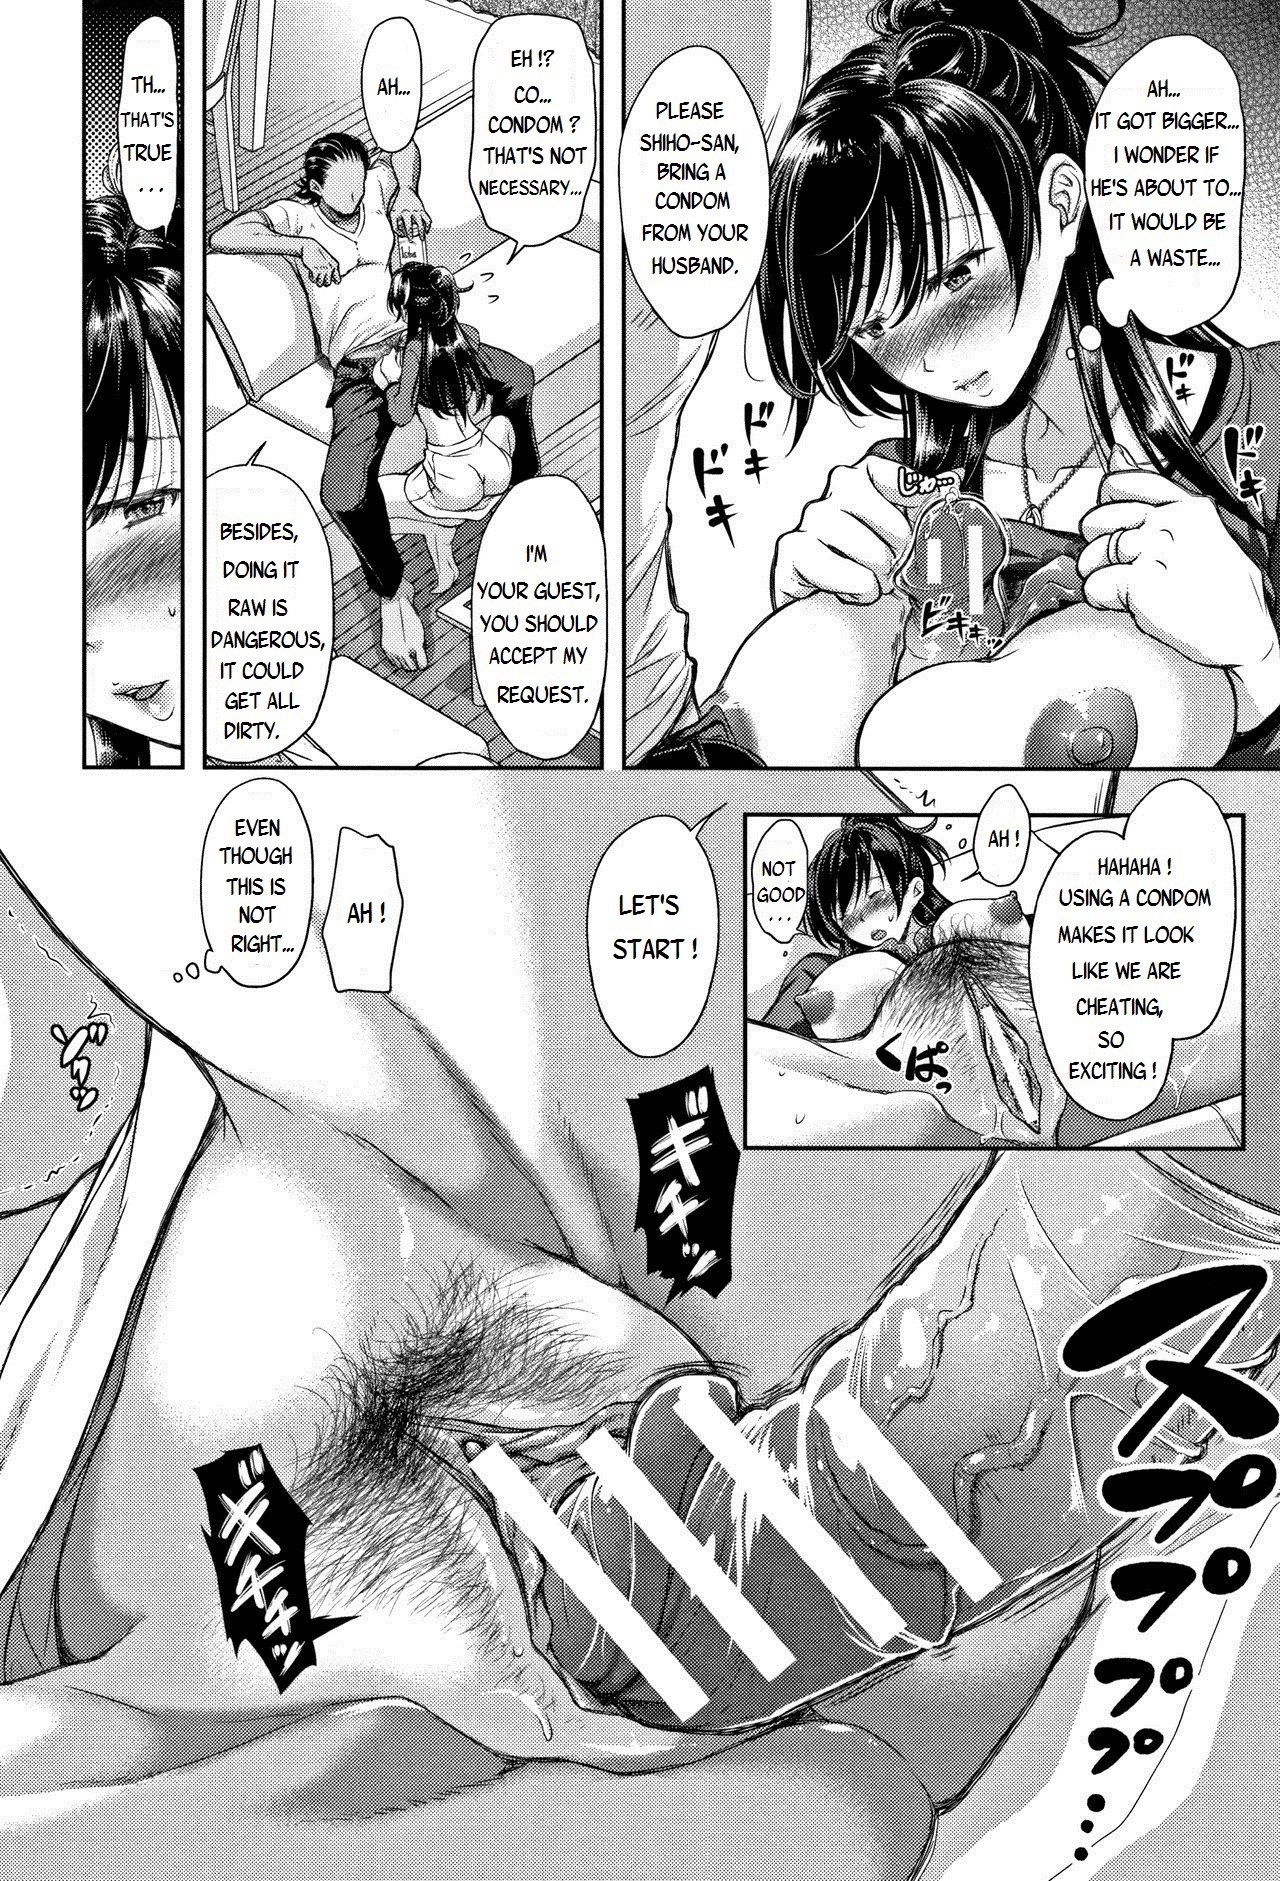 AH...
IT GOT BIGGER...
I WONDER IF
HE'S ABOUT TO...
IT WOULD BE
A WASTE...
PLEASE
SHIHO-SAN,
BRING A
CONDOM
FROM YOUR
HUSBAND.
ドキ
ドキ
ドキ
ドキ
じゅわ...
ビキキッ
EH !?
CO...
CONDOM ?
THAT'S NOT
NECESSARY...
AH...
I'M
YOUR GUEST,
YOU SHOULD
ACCEPT MY
REQUEST.
BESIDES,
DOING IT
RAW IS
DANGEROUS,
IT COULD
GET ALL
DIRTY.
TH...
THAT'S
TRUE
...
HAHAHA !
USING A CONDOM
MAKES IT LOOK
LIKE WE ARE
CHEATING,
SO
EXCITING !
AH !
NOT
GOOD
...
くぱっ
LET'S
START !
AH !
EVEN
THOUGH
THIS IS
NOT
RIGHT...
ギチッ
ギチチッ
ヌププププ...